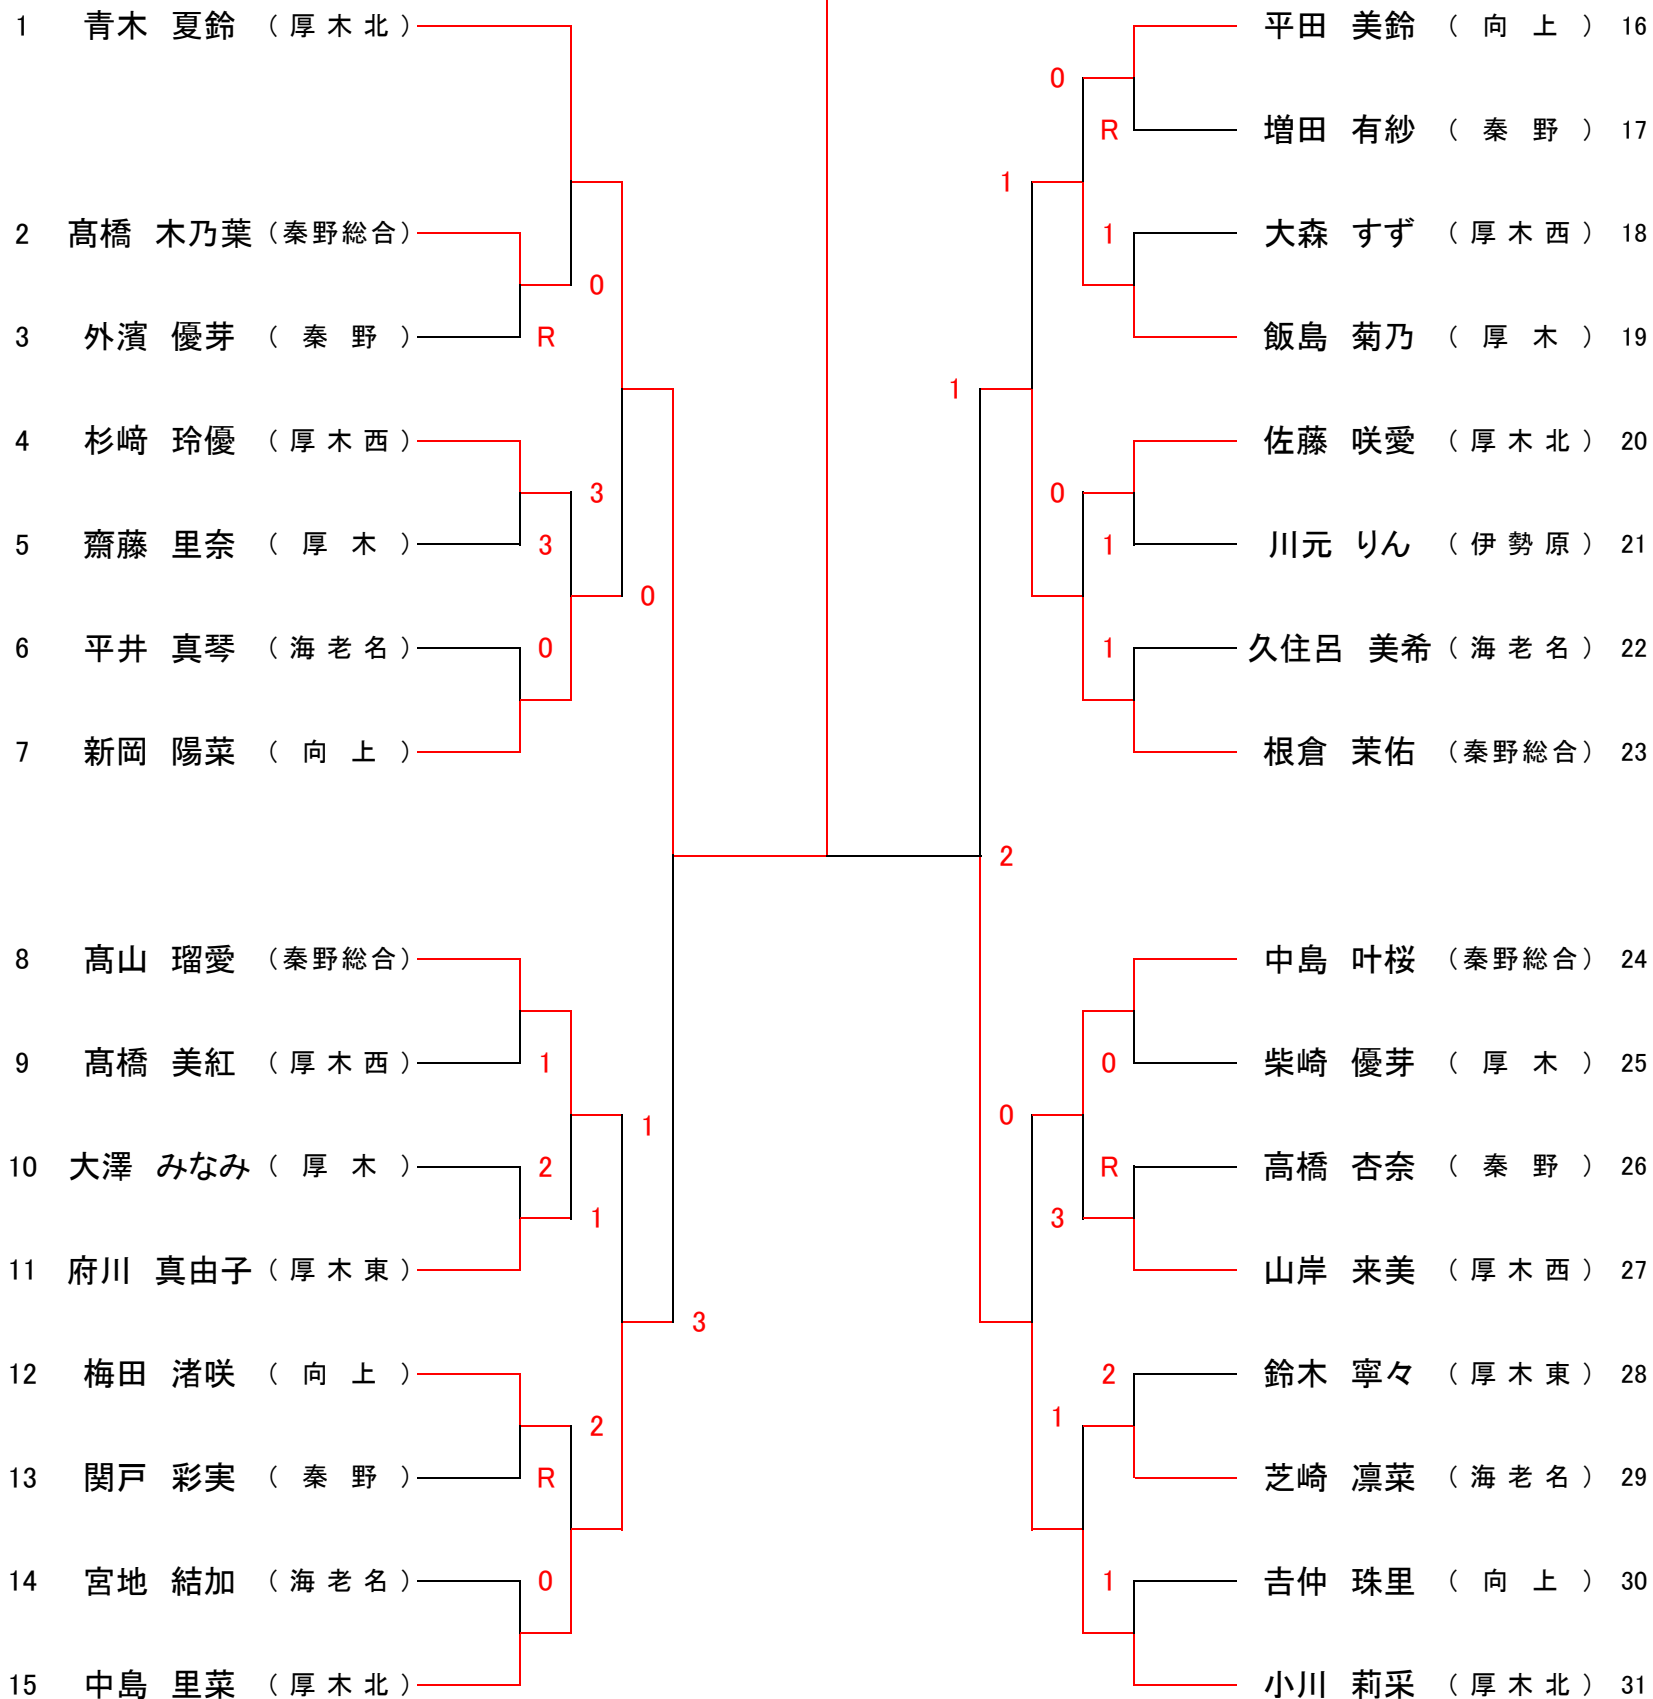 1 青木 夏鈴 （ 厚 木 北 ）
2 髙橋 木乃葉 （ 秦野総合 ）
0
3 外濱 優芽 （ 秦 野 ） R
4 杉﨑 玲優 （ 厚 木 西 ）
3
5 齋藤 里奈 （ 厚 木 ） 3
0
6 平井 真琴 （ 海 老 名 ） 0
7 新岡 陽菜 （ 向 上 ）
8 髙山 瑠愛 （ 秦野総合 ）
9 髙橋 美紅 （ 厚 木 西 ） 1
1
10 大澤 みなみ （ 厚 木 ） 2
1
11 府川 真由子 （ 厚 木 東 ）
3
12 梅田 渚咲 （ 向 上 ）
2
13 関戸 彩実 （ 秦 野 ） R
14 宮地 結加 （ 海 老 名 ） 0
15 中島 里菜 （ 厚 木 北 ）
平田 美鈴 （ 向 上 ） 16
0
R 増田 有紗 （ 秦 野 ） 17
1
1 大森 すず （ 厚 木 西 ） 18
飯島 菊乃 （ 厚 木 ） 19
1
佐藤 咲愛 （ 厚 木 北 ） 20
0
1 川元 りん （ 伊 勢 原 ） 21
1 久住呂 美希 （ 海 老 名 ） 22
根倉 茉佑 （ 秦野総合 ） 23
2
中島 叶桜 （ 秦野総合 ） 24
0 柴崎 優芽 （ 厚 木 ） 25
0
R 高橋 杏奈 （ 秦 野 ） 26
3
山岸 来美 （ 厚 木 西 ） 27
2 鈴木 寧々 （ 厚 木 東 ） 28
1
芝崎 凛菜 （ 海 老 名 ） 29
1 𠮷仲 珠里 （ 向 上 ） 30
小川 莉采 （ 厚 木 北 ） 31